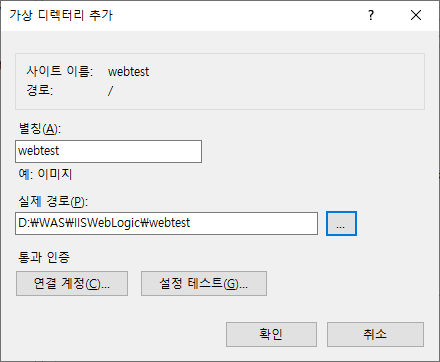 가상 디렉터리 추가
?
사이트 이름: webtest
경로: /
별칭(A):
webtest
예: 이미지
실제 경로(P):
D:₩WAS₩IISWebLogic₩webtest
...
통과 인증
연결 계정(C)...
설정 테스트(G)...
확인
취소